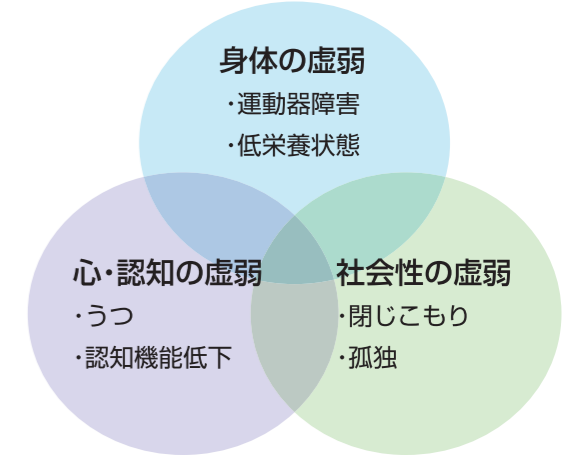 身体の虚弱
・運動器障害
・低栄養状態
心・認知の虚弱
・うつ
・認知機能低下
社会性の虚弱
・閉じこもり
・孤独